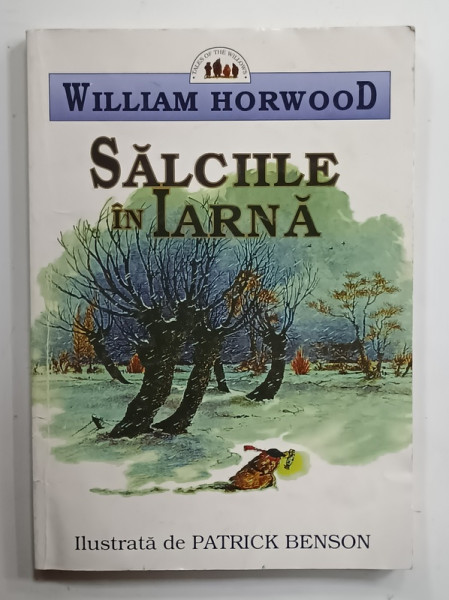 TALES OF THE WILLOWS
WILLIAM HORWOOD
SĂLCIILE
ÎN IARNĂ
Ilustrată de PATRICK BENSON